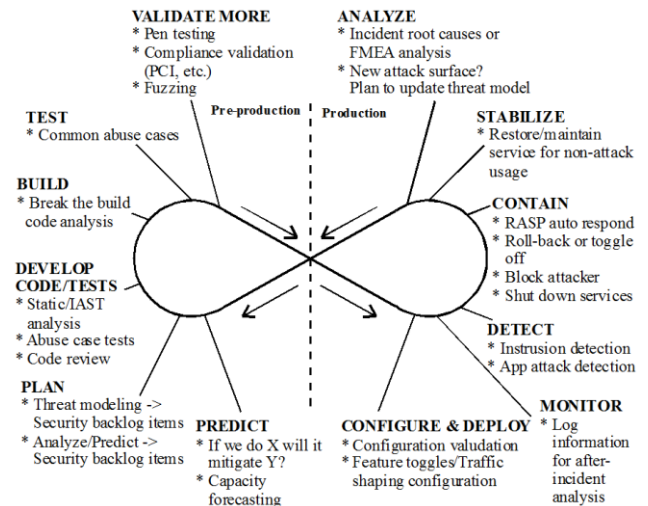 VALIDATE MORE
* Pen testing
* Compliance validation
(PCI, etc.)
* Fuzzing
ANALYZE
* Incident root causes or
FMEA analysis
* New attack surface?
Plan to update threat model
Pre-production
Production
TEST
* Common abuse cases
STABILIZE
* Restore/maintain
service for non-attack
usage
BUILD
* Break the build
code analysis
CONTAIN
* RASP auto respond
* Roll-back or toggle
off
* Block attacker
* Shut down services
DEVELOP
CODE/TESTS
* Static/IAST
analysis
* Abuse case tests
* Code review
DETECT
* Instrusion detection
* App attack detection
PLAN
* Threat modeling ->
Security backlog items
* Analyze/Predict ->
Security backlog items
PREDICT
* If we do X will it
mitigate Y?
* Capacity
forecasting
CONFIGURE & DEPLOY
* Configuration valudation
* Feature toggles/Traffic
shaping configuration
MONITOR
* Log
information
for after-
incident
analysis